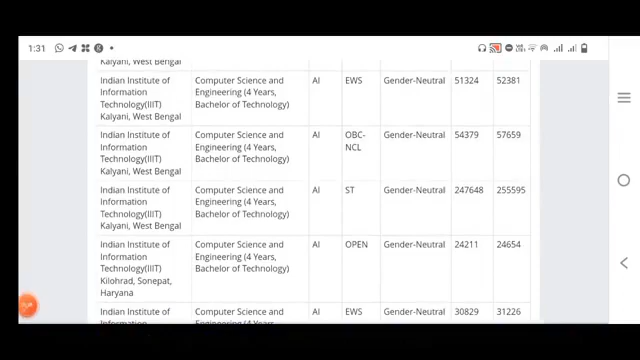 1:31
Kalyani, West Bengal
Indian Institute of Computer Science and AI EWS Gender-Neutral 51324 52381
Information Engineering (4 Years,
Technology(IIIT) Bachelor of Technology)
Kalyani, West Bengal
Indian Institute of Computer Science and AI OBC- Gender-Neutral 54379 57659
Information Engineering (4 Years, NCL
Technology(IIIT) Bachelor of Technology)
Kalyani, West Bengal
Indian Institute of Computer Science and AI ST Gender-Neutral 247648 255595
Information Engineering (4 Years,
Technology(IIIT) Bachelor of Technology)
Kalyani, West Bengal
Indian Institute of Computer Science and AI OPEN Gender-Neutral 24211 24654
Information Engineering (4 Years,
Technology(IIIT) Bachelor of Technology)
Kilohrad, Sonepat,
Haryana
Indian Institute of Computer Science and AI EWS Gender-Neutral 30829 31226
Information Engineering (4 Years,